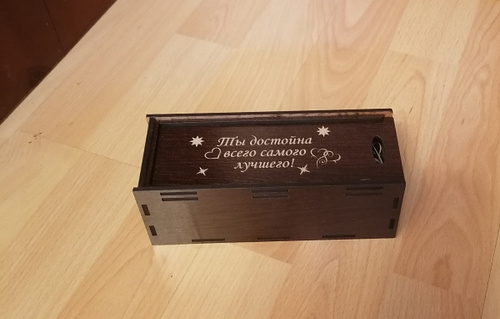 Ты достойна
всего самого
лучшего!